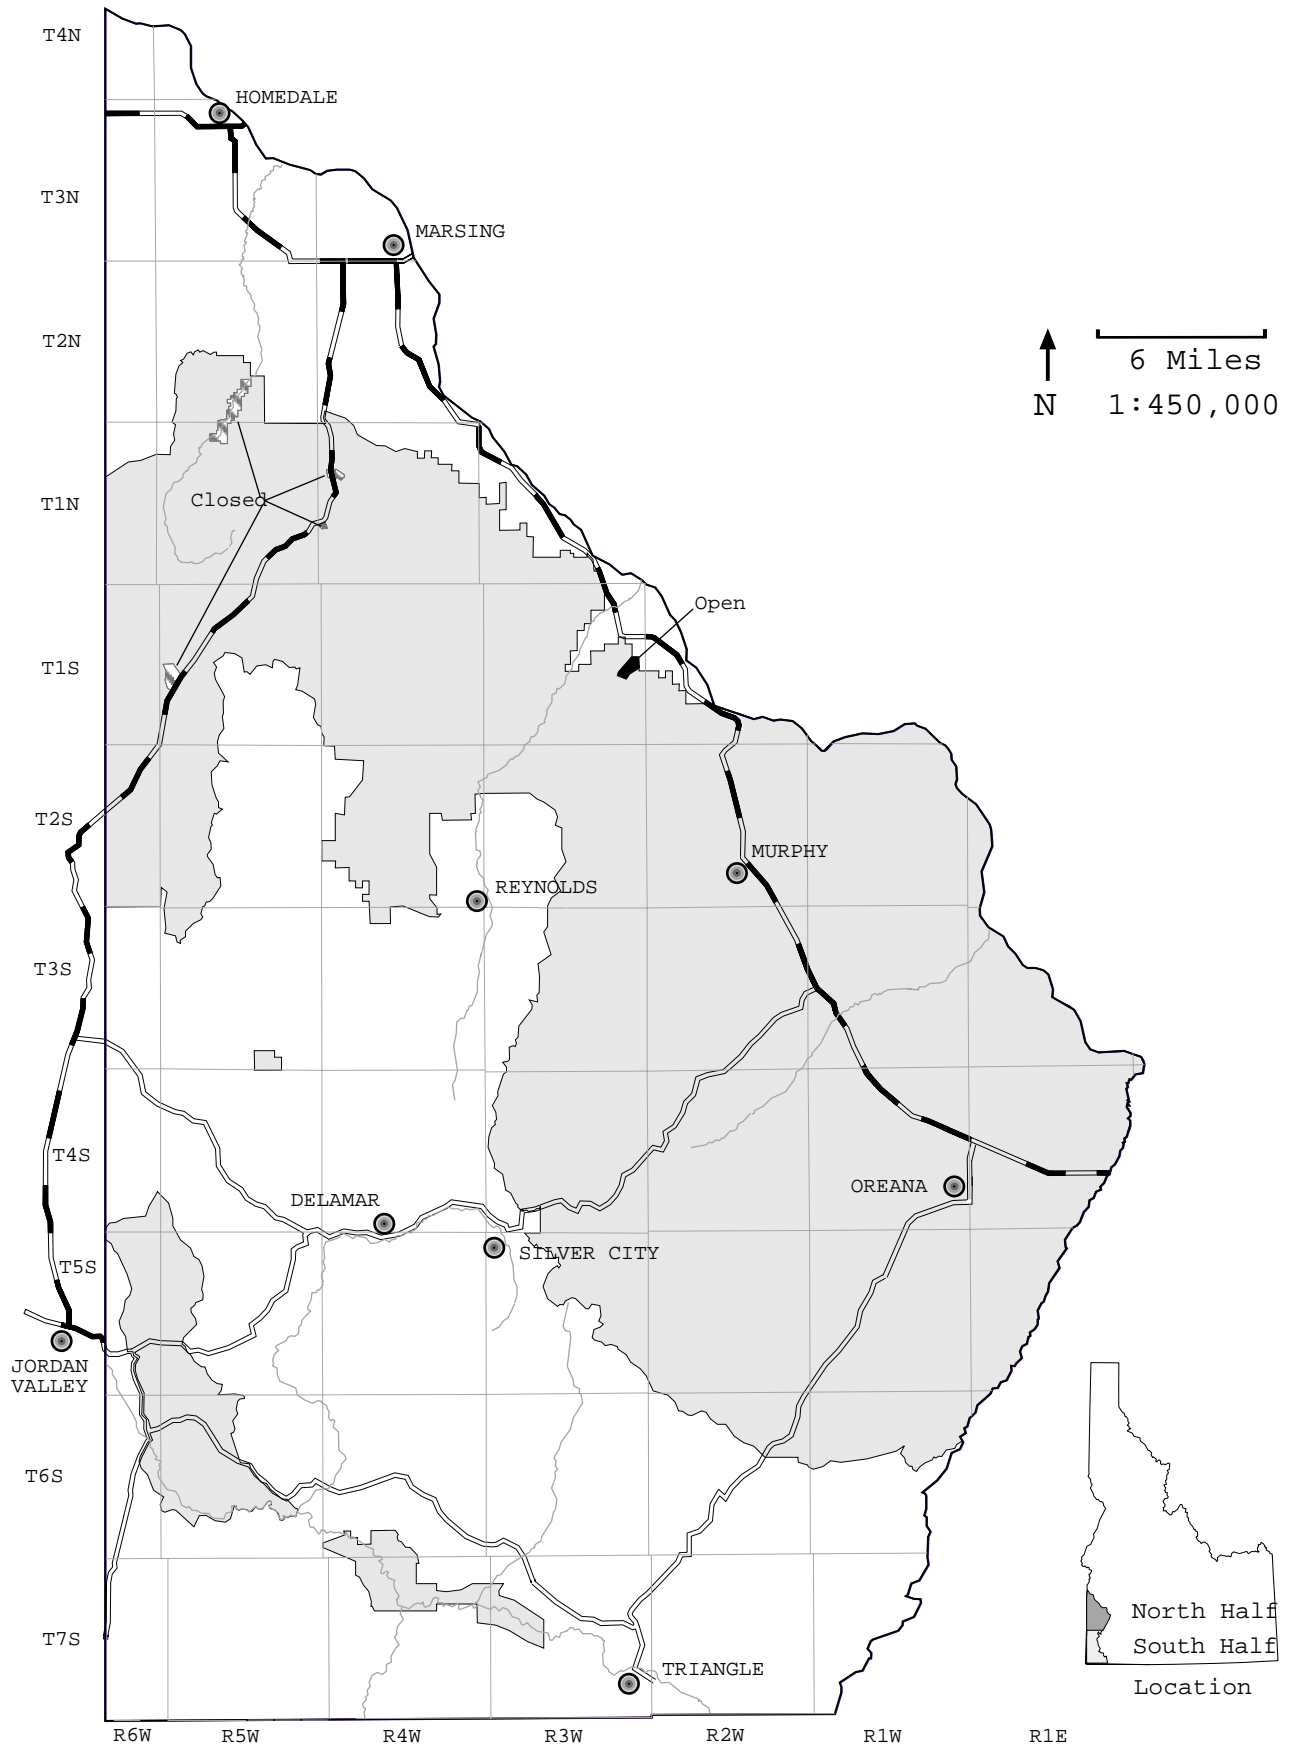 T4N
HOMEDALE
T3N
MARSING
T2N
6 Miles
N
1:450,000
Closed
T1N
Open
T1S
T2S
MURPHY
REYNOLDS
T3S
T4S
OREANA
DELAMAR
SILVER CITY
T5S
JORDAN
VALLEY
T6S
North Half
T7S
South Half
TRIANGLE
Location
R6W
R5W
R4W
R3W
R2W
R1W
R1E